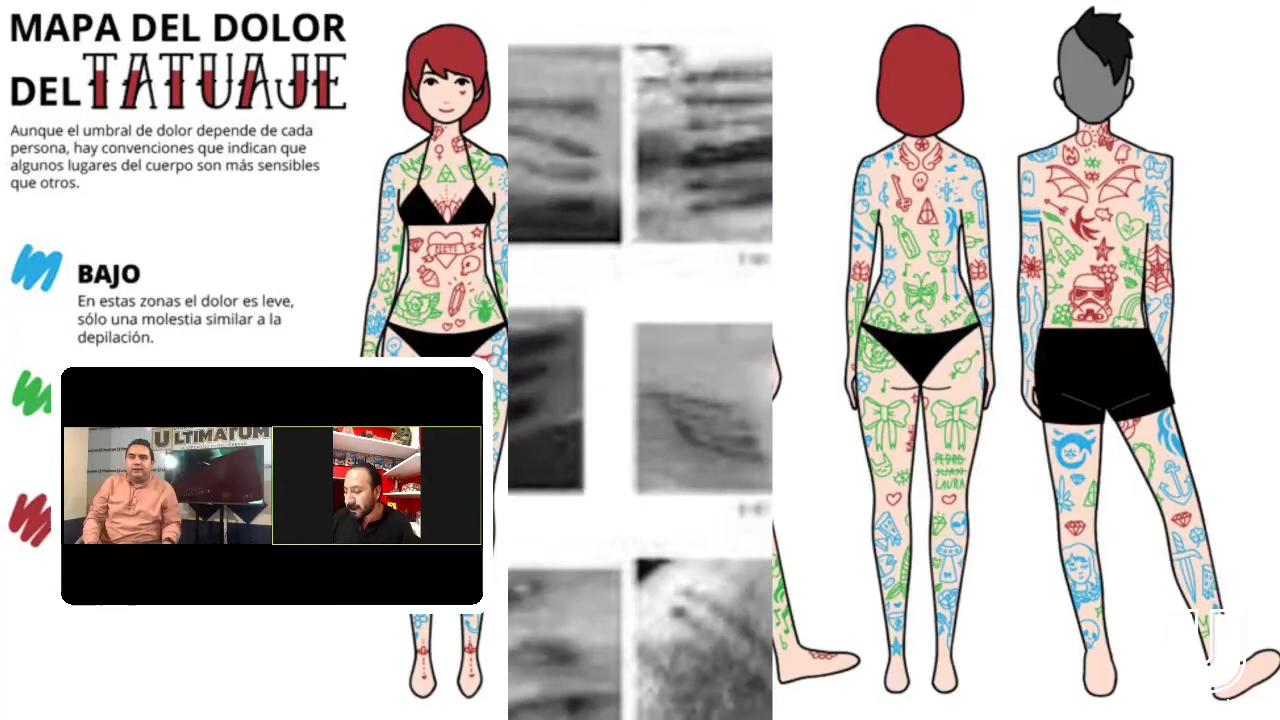 MAPA DEL DOLOR
DEL TATUAJE
Aunque el umbral de dolor depende de cada
persona, hay convenciones que indican que
algunos lugares del cuerpo son más sensibles
que otros.
BAJO
En estas zonas el dolor es leve,
sólo una molestia similar a la
depilación.
ULTIMATUM
PEDRO
JUAN
LAURA
U